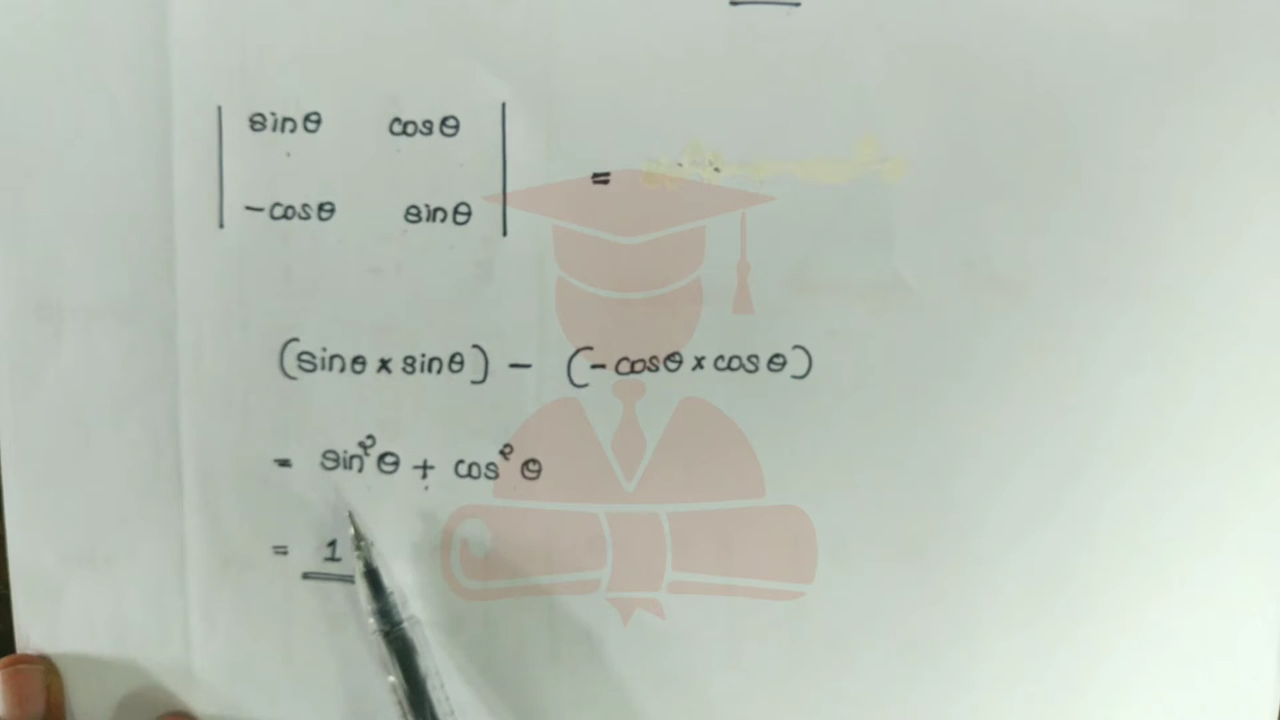 | sinθ cosθ |
| -cosθ sinθ | =
(sinθ x sinθ) - (-cosθ x cosθ)
= sin²θ + cos²θ
= 1